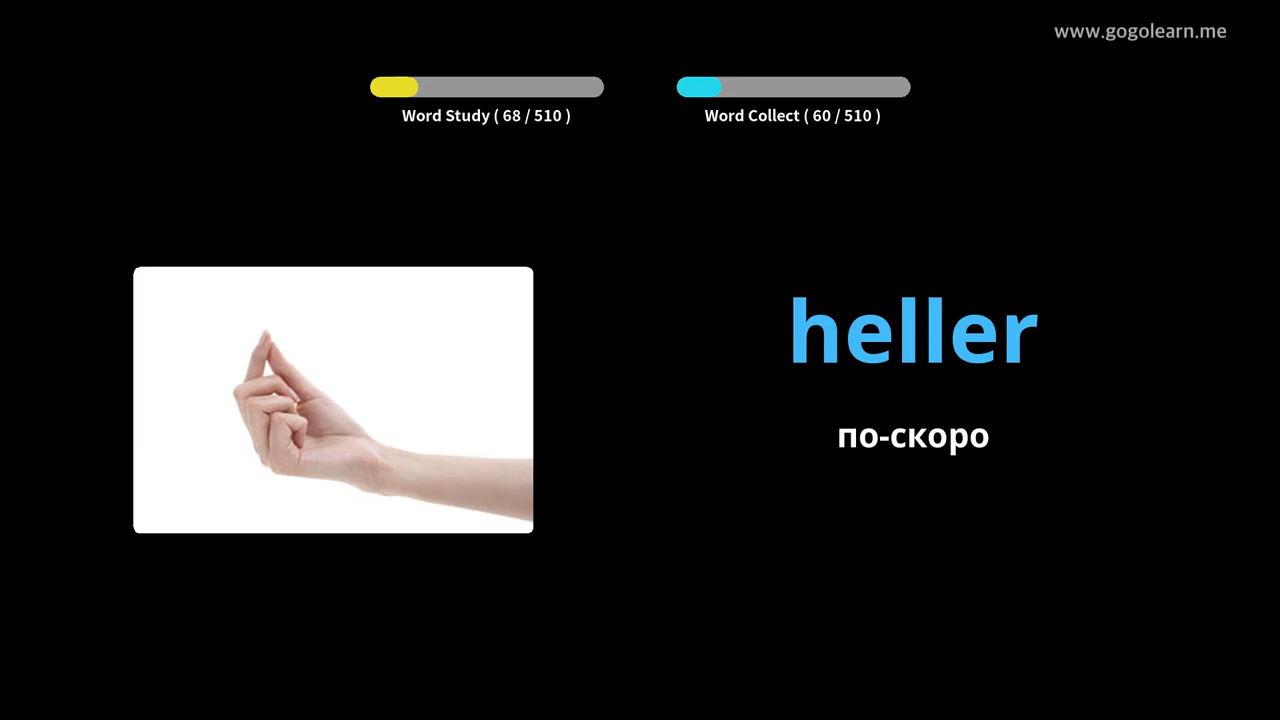 www.gogolearn.me
Word Study ( 68 / 510 )
Word Collect ( 60 / 510 )
heller
по-скоро